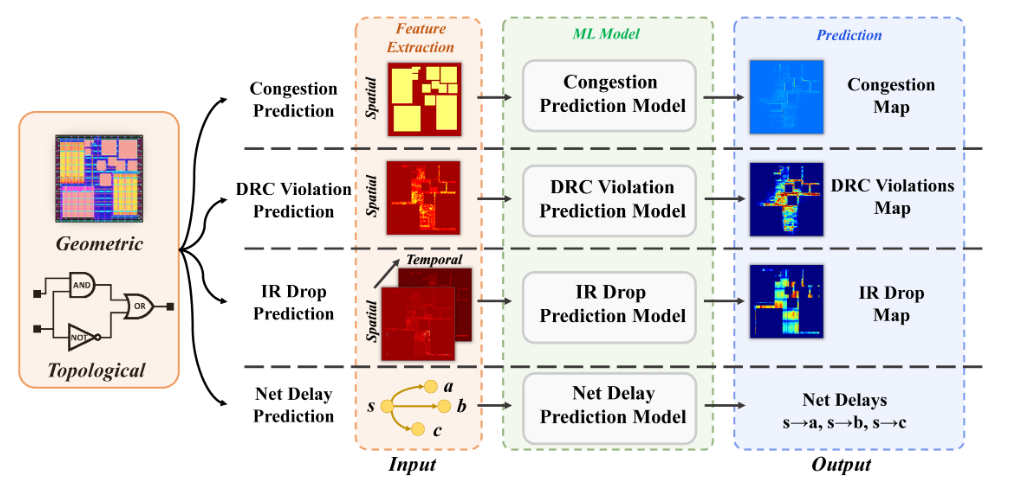 Feature
Extraction
ML Model
Prediction
Geometric
AND
OR
NOT
Topological
Congestion
Prediction
Spatial
Congestion
Prediction Model
Congestion
Map
DRC Violation
Prediction
Spatial
DRC Violation
Prediction Model
DRC Violations
Map
IR Drop
Prediction
Temporal
Spatial
IR Drop
Prediction Model
IR Drop
Map
Net Delay
Prediction
s
a
b
c
Net Delay
Prediction Model
Net Delays
s→a, s→b, s→c
Input
Output